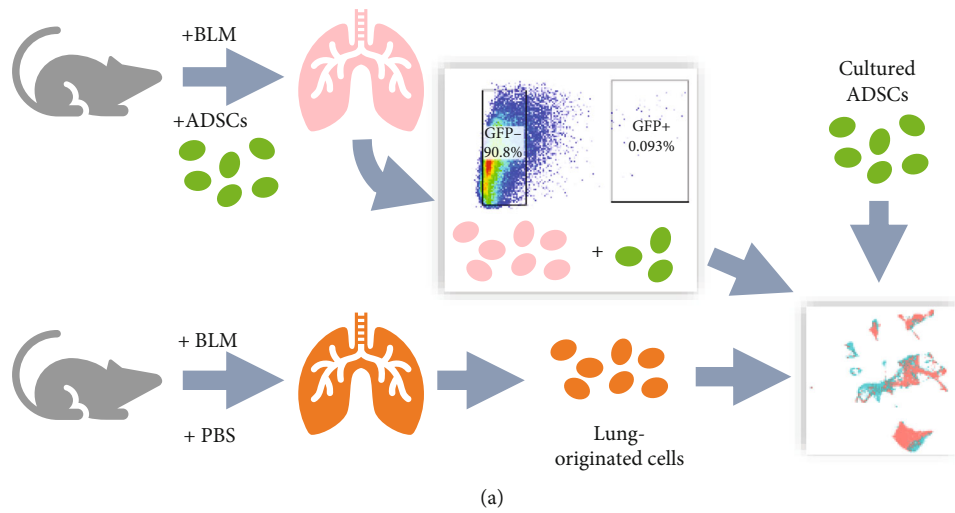 +BLM
+ADSCs
GFP–
90.8%
GFP+
0.093%
+
Cultured
ADSCs
+ BLM
+ PBS
Lung-
originated cells
(a)